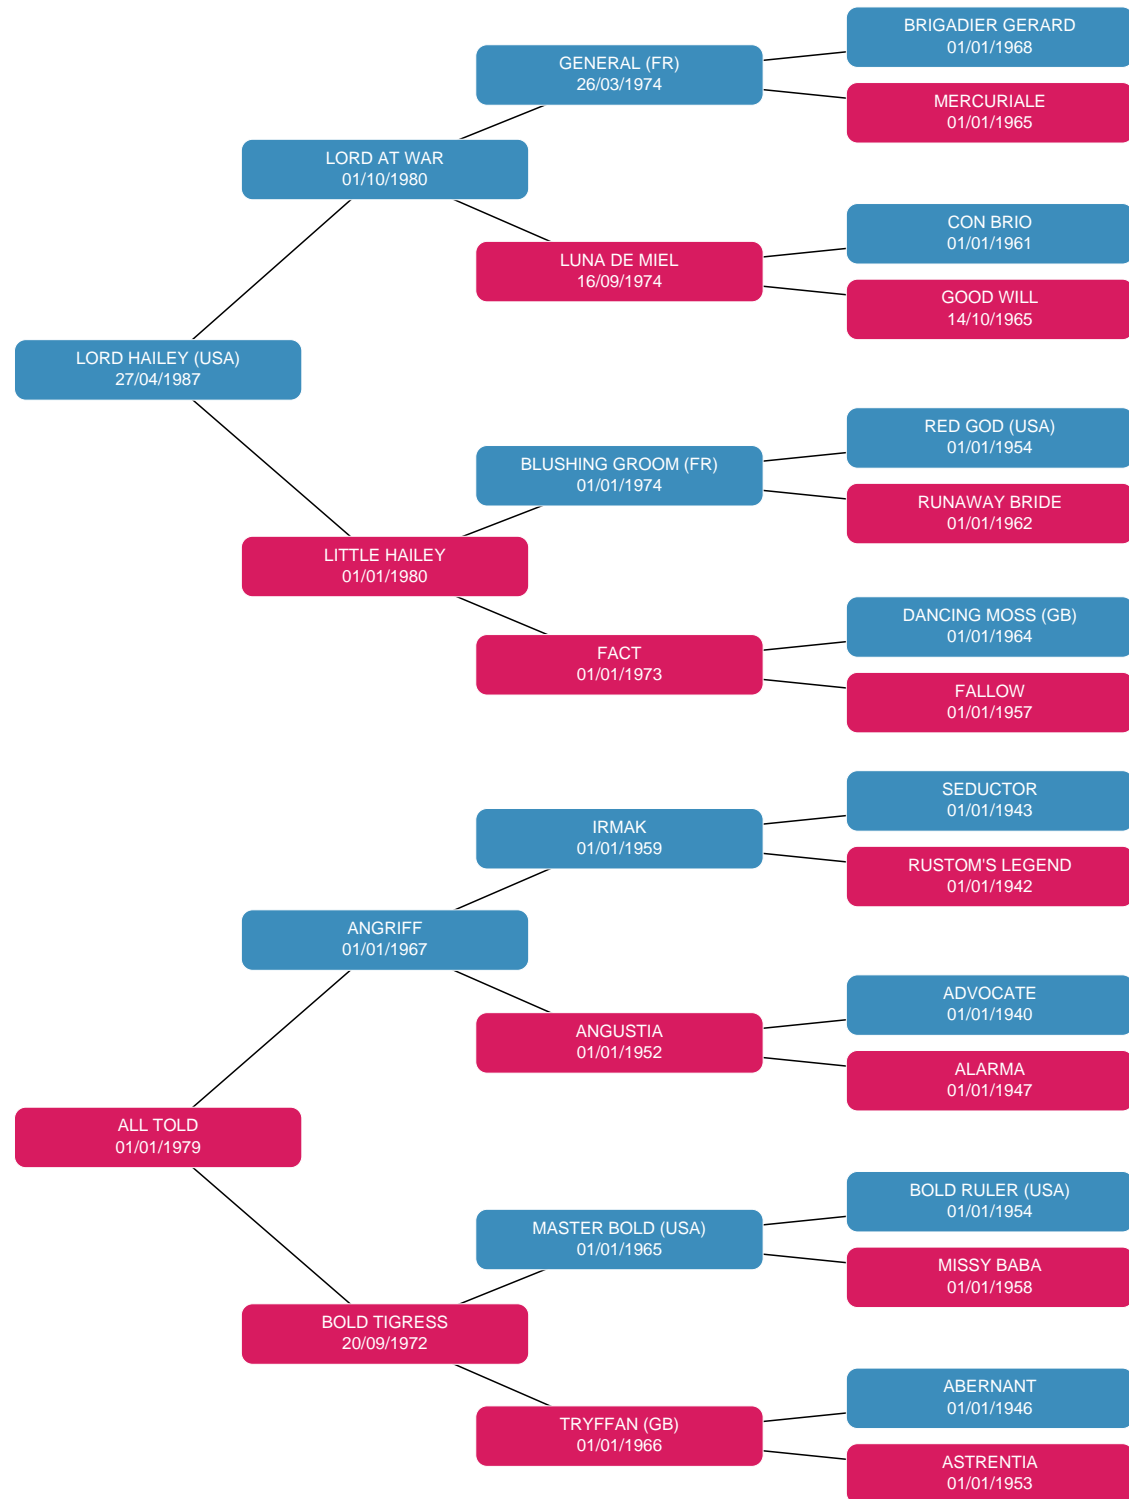 BRIGADIER GERARD
01/01/1968
GENERAL (FR)
26/03/1974
MERCURIALE
01/01/1965
LORD AT WAR
01/10/1980
CON BRIO
01/01/1961
LUNA DE MIEL
16/09/1974
GOOD WILL
14/10/1965
LORD HAILEY (USA)
27/04/1987
RED GOD (USA)
01/01/1954
BLUSHING GROOM (FR)
01/01/1974
RUNAWAY BRIDE
01/01/1962
LITTLE HAILEY
01/01/1980
DANCING MOSS (GB)
01/01/1964
FACT
01/01/1973
FALLOW
01/01/1957
SEDUCTOR
01/01/1943
IRMAK
01/01/1959
RUSTOM'S LEGEND
01/01/1942
ANGRIFF
01/01/1967
ADVOCATE
01/01/1940
ANGUSTIA
01/01/1952
ALARMA
01/01/1947
ALL TOLD
01/01/1979
BOLD RULER (USA)
01/01/1954
MASTER BOLD (USA)
01/01/1965
MISSY BABA
01/01/1958
BOLD TIGRESS
20/09/1972
ABERNANT
01/01/1946
TRYFFAN (GB)
01/01/1966
ASTRENTIA
01/01/1953